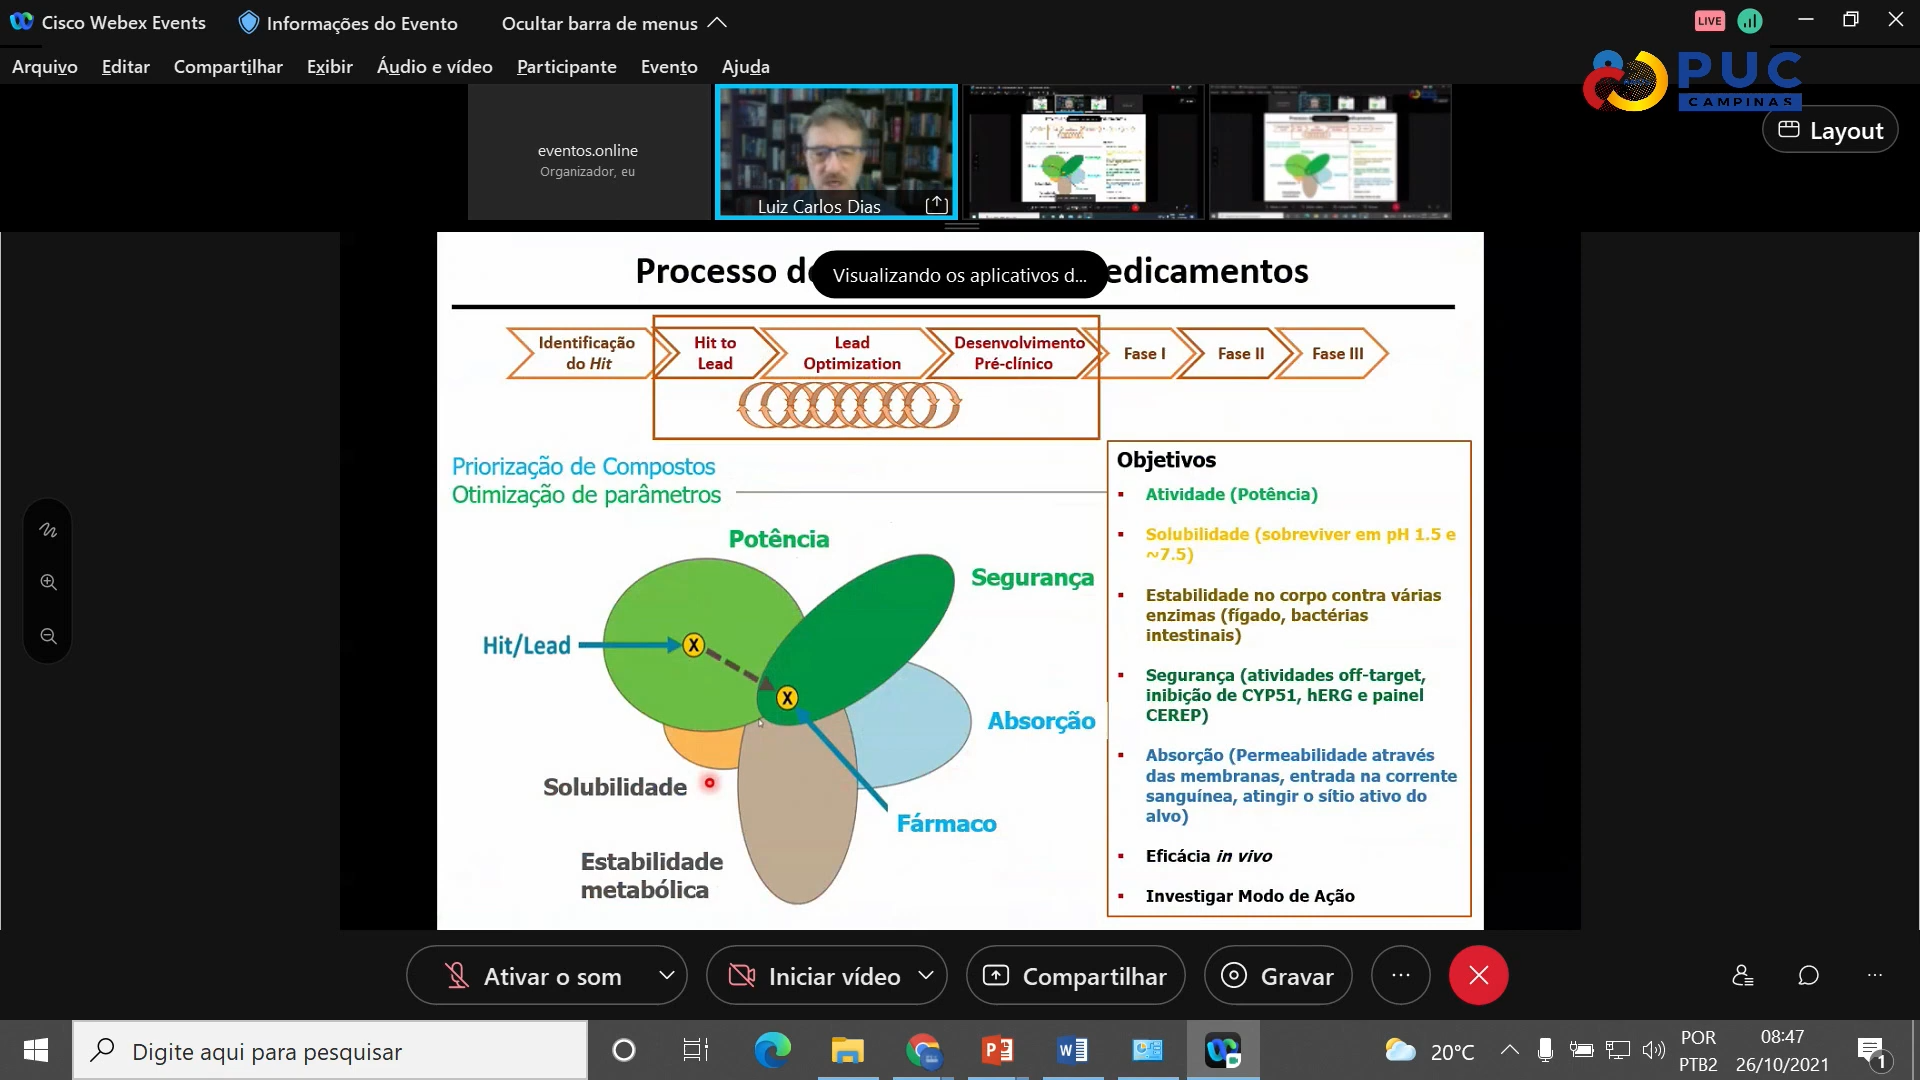 Cisco Webex Events
Informações do Evento
Ocultar barra de menus
LIVE
Arquivo Editar Compartilhar Exibir Áudio e vídeo Participante Evento Ajuda
PUC
CAMPINAS
Layout
eventos.online
Organizador, eu
Luiz Carlos Dias
Processo d
Visualizando os aplicativos d...
edicamentos
Identificação
do Hit
Hit to
Lead
Lead
Optimization
Desenvolvimento
Pré-clínico
Fase I
Fase II
Fase III
Priorização de Compostos
Otimização de parâmetros
Potência
Segurança
Hit/Lead
X
X
Absorção
Solubilidade
Fármaco
Estabilidade
metabólica
Objetivos
Atividade (Potência)
Solubilidade (sobreviver em pH 1.5 e
~7.5)
Estabilidade no corpo contra várias
enzimas (fígado, bactérias
intestinais)
Segurança (atividades off-target,
inibição de CYP51, hERG e painel
CEREP)
Absorção (Permeabilidade através
das membranas, entrada na corrente
sanguínea, atingir o sítio ativo do
alvo)
Eficácia in vivo
Investigar Modo de Ação
Ativar o som
Iniciar vídeo
Compartilhar
Gravar
Digite aqui para pesquisar
20°C
POR
PTB2
08:47
26/10/2021
1